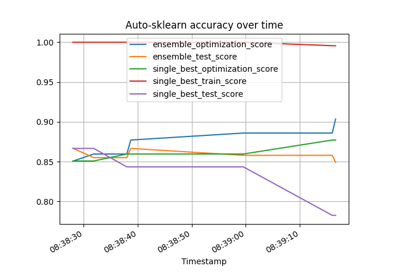 Auto-sklearn accuracy over time
1.00
0.95
0.90
0.85
0.80
ensemble_optimization_score
ensemble_test_score
single_best_optimization_score
single_best_train_score
single_best_test_score
08:38:30
08:38:40
08:38:50
08:39:00
08:39:10
Timestamp